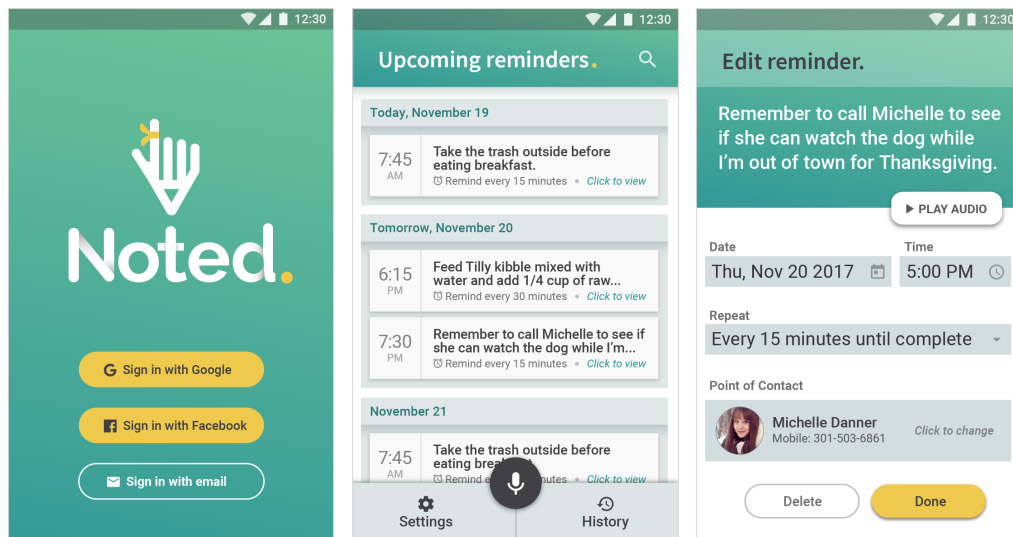 12:30
Noted.
Sign in with Google
Sign in with Facebook
Sign in with email
12:30
Upcoming reminders.
Today, November 19
7:45
AM
Take the trash outside before
eating breakfast.
Remind every 15 minutes • Click to view
Tomorrow, November 20
6:15
PM
Feed Tilly kibble mixed with
water and add 1/4 cup of raw...
Remind every 30 minutes • Click to view
7:30
PM
Remember to call Michelle to see if
she can watch the dog while I'm...
Remind every 15 minutes • Click to view
November 21
7:45
AM
Take the trash outside before
eating
Click to view
Settings
History
12:30
Edit reminder.
Remember to call Michelle to see
if she can watch the dog while
I'm out of town for Thanksgiving.
PLAY AUDIO
Date
Time
Thu, Nov 20 2017
5:00 PM
Repeat
Every 15 minutes until complete
Point of Contact
Michelle Danner
Mobile: 301-503-6861
Click to change
Delete
Done